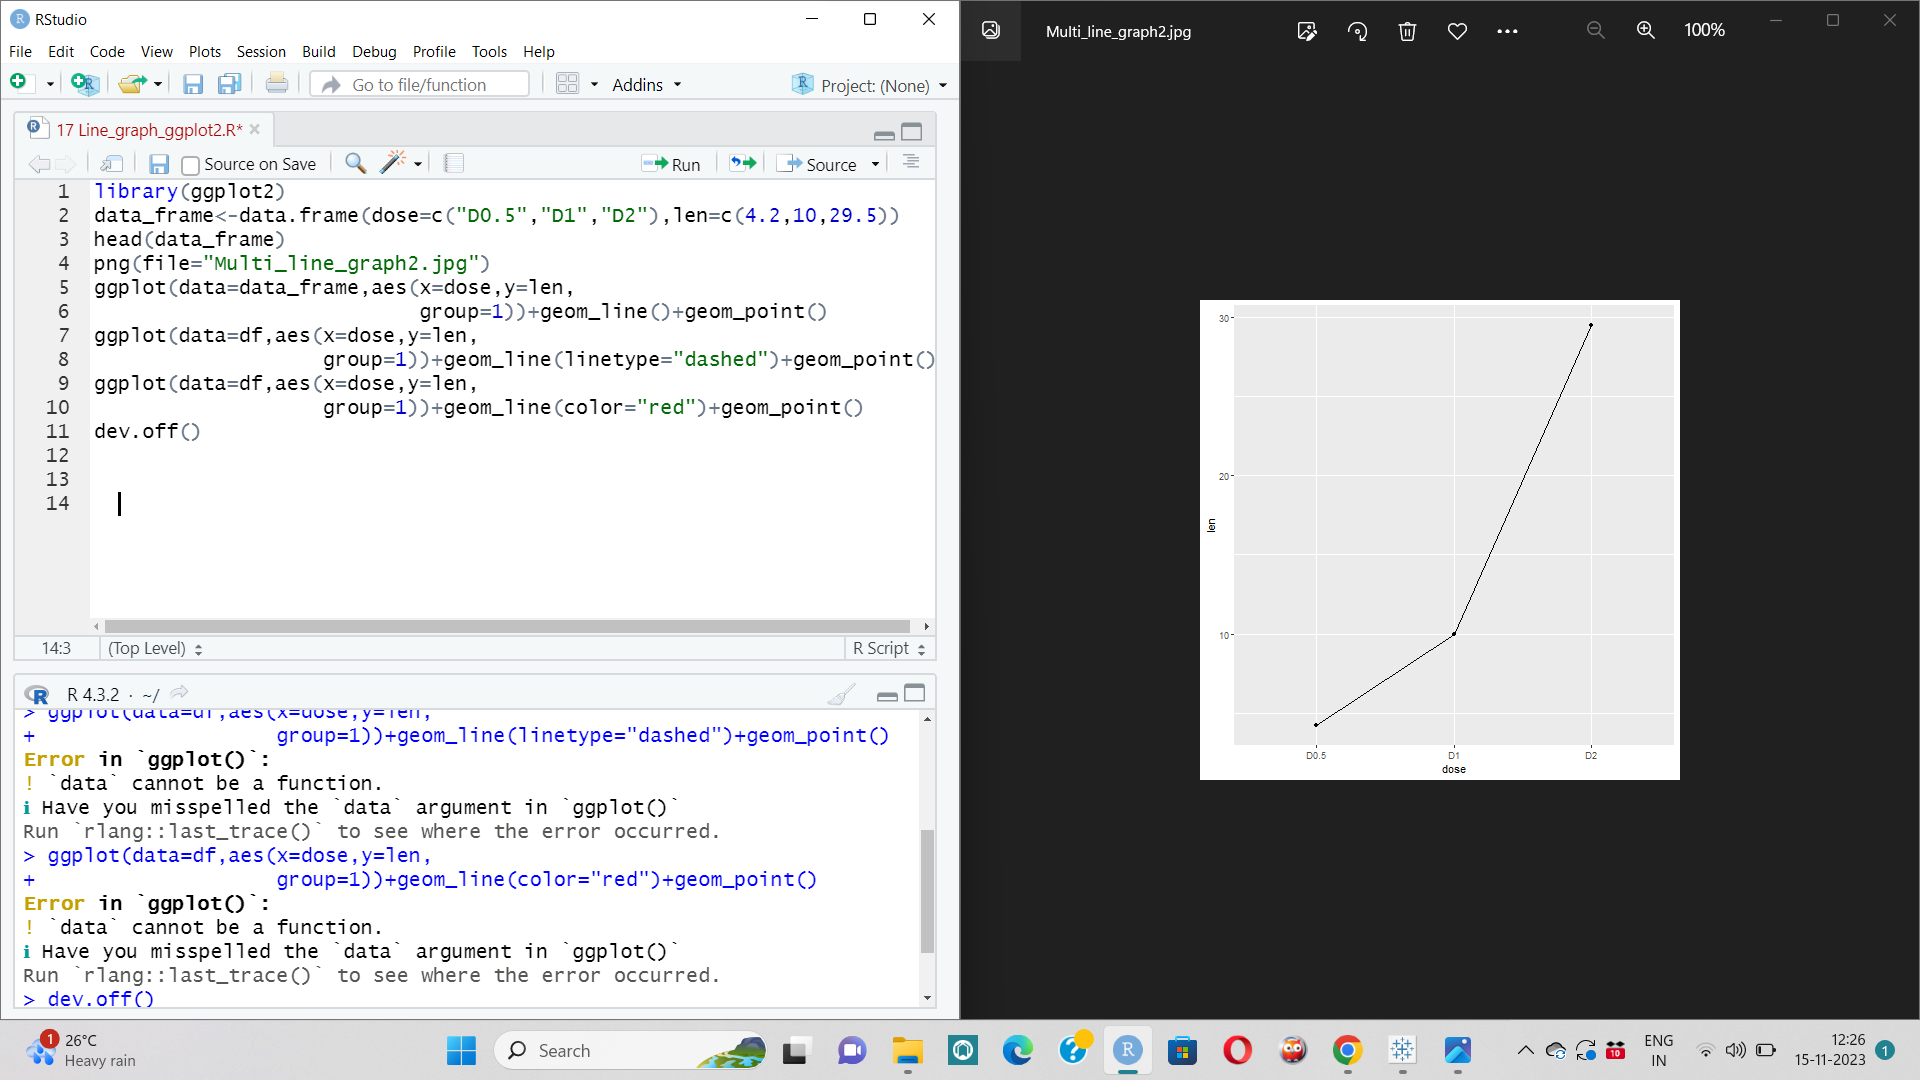 RStudio
File Edit Code View Plots Session Build Debug Profile Tools Help
Go to file/function
Addins
Project: (None)
17 Line_graph_ggplot2.R*
Source on Save
Run
Source
1 library(ggplot2)
2 data_frame<-data.frame(dose=c("D0.5","D1","D2"),len=c(4.2,10,29.5))
3 head(data_frame)
4 png(file="Multi_line_graph2.jpg")
5 ggplot(data=data_frame,aes(x=dose,y=len,
6 group=1))+geom_line()+geom_point()
7 ggplot(data=df,aes(x=dose,y=len,
8 group=1))+geom_line(linetype="dashed")+geom_point()
9 ggplot(data=df,aes(x=dose,y=len,
10 group=1))+geom_line(color="red")+geom_point()
11 dev.off()
12
13
14
14:3
(Top Level)
R Script
R 4.3.2 · ~/
> ggplot(data=df,aes(x=dose,y=len,
+ group=1))+geom_line(linetype="dashed")+geom_point()
Error in `ggplot()`:
! `data` cannot be a function.
ℹ Have you misspelled the `data` argument in `ggplot()`
Run `rlang::last_trace()` to see where the error occurred.
> ggplot(data=df,aes(x=dose,y=len,
+ group=1))+geom_line(color="red")+geom_point()
Error in `ggplot()`:
! `data` cannot be a function.
ℹ Have you misspelled the `data` argument in `ggplot()`
Run `rlang::last_trace()` to see where the error occurred.
> dev.off()
Multi_line_graph2.jpg
100%
30
20
10
len
D0.5 D1 D2
dose
1
26°C
Heavy rain
Search
10
ENG
IN
12:26
15-11-2023
1